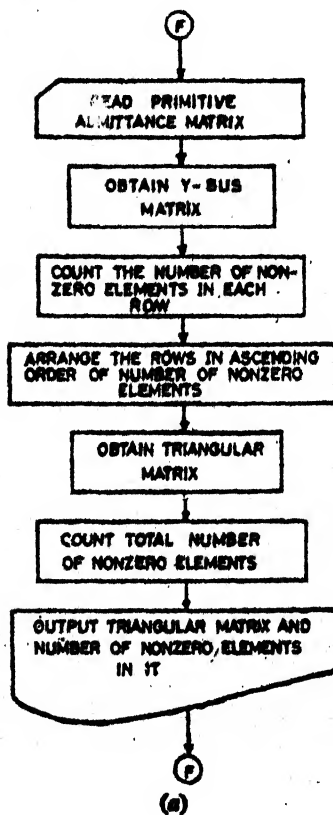 F
READ PRIMITIVE
ADMITTANCE MATRIX
OBTAIN Y-BUS
MATRIX
COUNT THE NUMBER OF NON-
ZERO ELEMENTS IN EACH
ROW
ARRANGE THE ROWS IN ASCENDING
ORDER OF NUMBER OF NONZERO
ELEMENTS
OBTAIN TRIANGULAR
MATRIX
COUNT TOTAL NUMBER
OF NONZERO ELEMENTS
OUTPUT TRIANGULAR MATRIX AND
NUMBER OF NONZERO ELEMENTS
IN IT
F
(a)